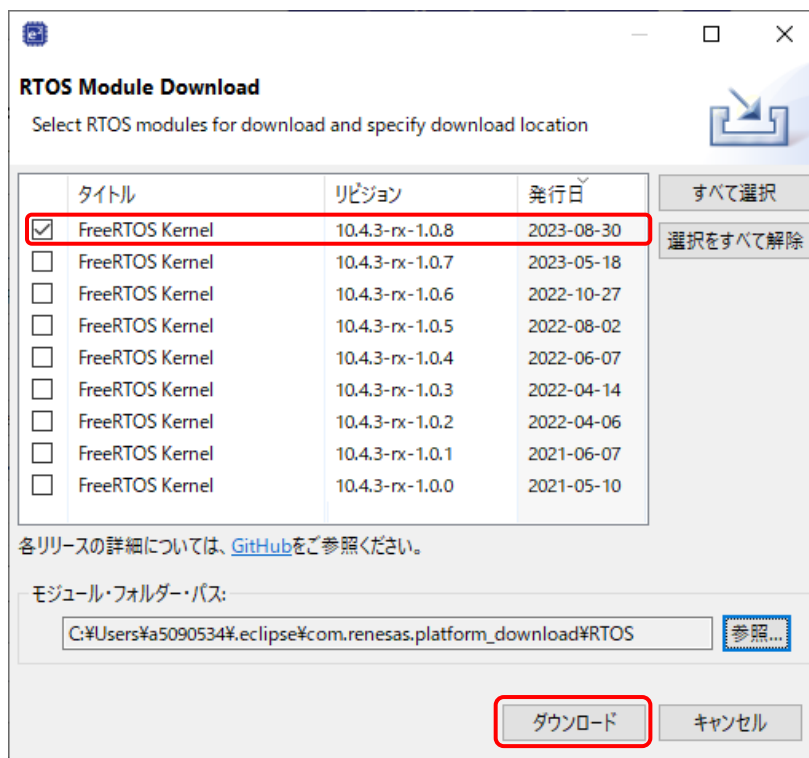 RTOS Module Download
Select RTOS modules for download and specify download location
タイトル リビジョン 発行日
FreeRTOS Kernel 10.4.3-rx-1.0.8 2023-08-30
FreeRTOS Kernel 10.4.3-rx-1.0.7 2023-05-18
FreeRTOS Kernel 10.4.3-rx-1.0.6 2022-10-27
FreeRTOS Kernel 10.4.3-rx-1.0.5 2022-08-02
FreeRTOS Kernel 10.4.3-rx-1.0.4 2022-06-07
FreeRTOS Kernel 10.4.3-rx-1.0.3 2022-04-14
FreeRTOS Kernel 10.4.3-rx-1.0.2 2022-04-06
FreeRTOS Kernel 10.4.3-rx-1.0.1 2021-06-07
FreeRTOS Kernel 10.4.3-rx-1.0.0 2021-05-10
すべて選択
選択をすべて解除
各リリースの詳細については、GitHubをご参照ください。
モジュール・フォルダー・パス:
C:¥Users¥a5090534¥.eclipse¥com.renesas.platform_download¥RTOS 参照...
ダウンロード キャンセル